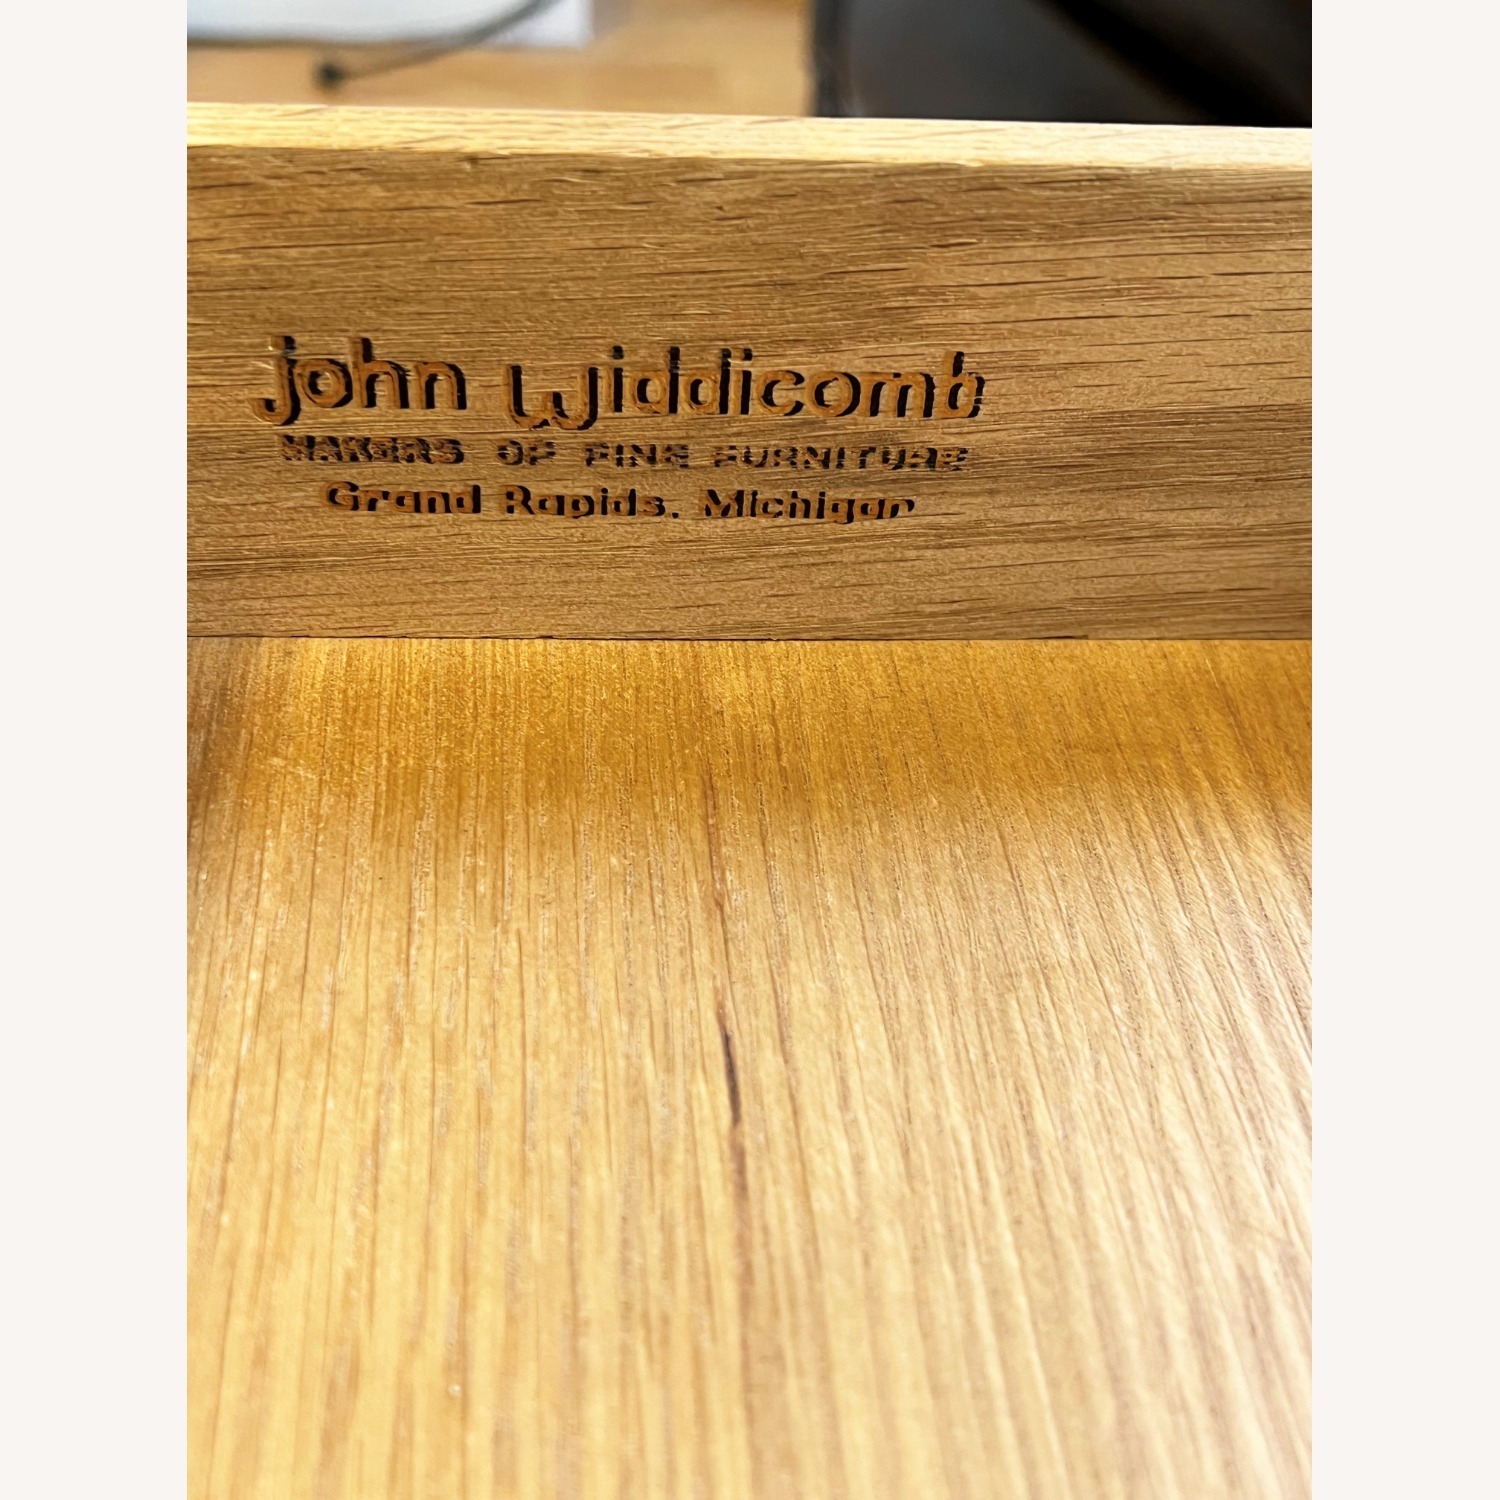 john widdicomb
MAKERS OF FINE FURNITURE
Grand Rapids, Michigan